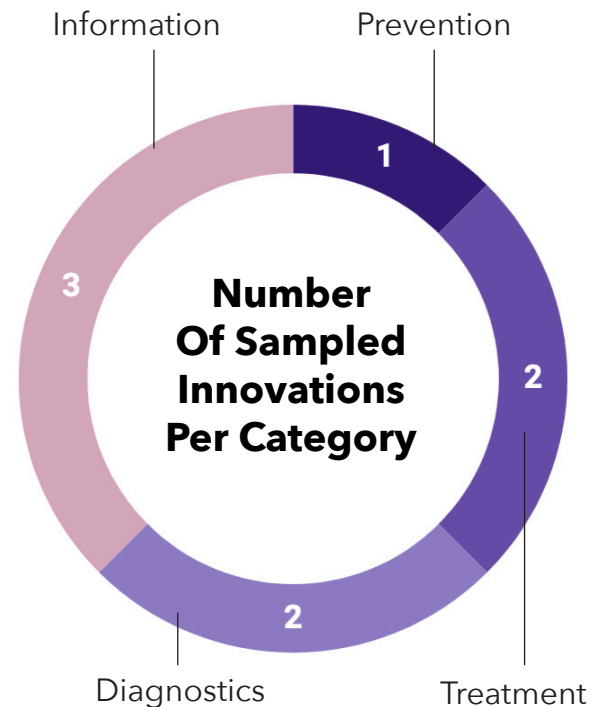 Information
Prevention
1
3
Number
Of Sampled
Innovations
Per Category
2
2
Diagnostics
Treatment